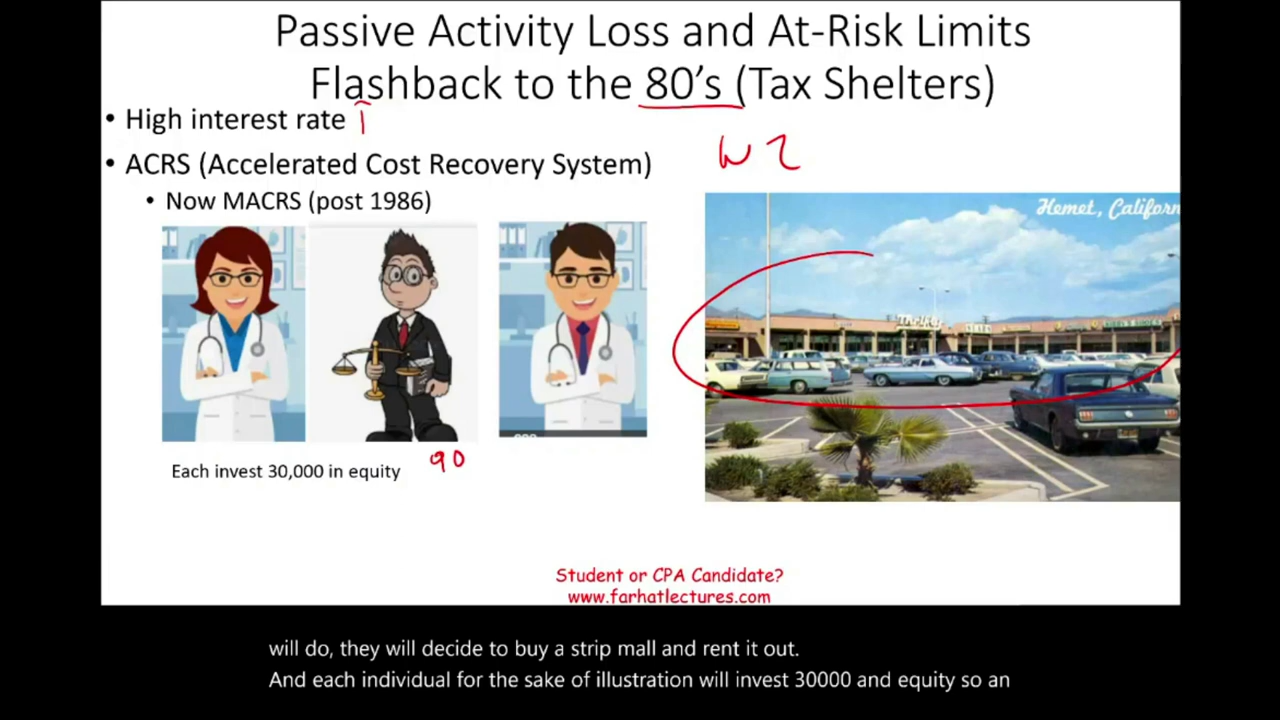 Passive Activity Loss and At-Risk Limits
Flashback to the 80's (Tax Shelters)
• High interest rate
• ACRS (Accelerated Cost Recovery System)
W 2
• Now MACRS (post 1986)
Hemet, Californ
Thrifty
Each invest 30,000 in equity
90
Student or CPA Candidate?
www.farhatlectures.com
will do, they will decide to buy a strip mall and rent it out.
And each individual for the sake of illustration will invest 30000 and equity so an